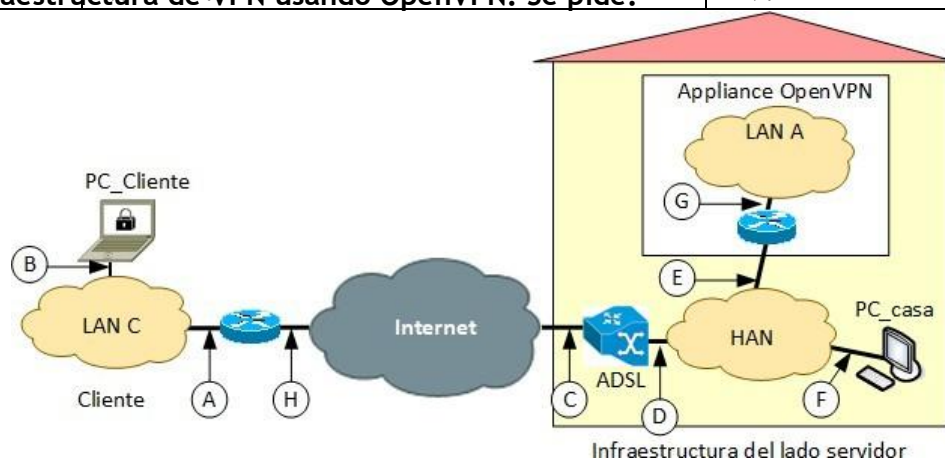 aestructura de VPN usando OpenVPN. Se pide:
Appliance OpenVPN
LAN A
PC_Cliente
G
B
E
PC_casa
LAN C
Internet
HAN
ADSL
Cliente
A
H
C
D
F
Infraestructura del lado servidor